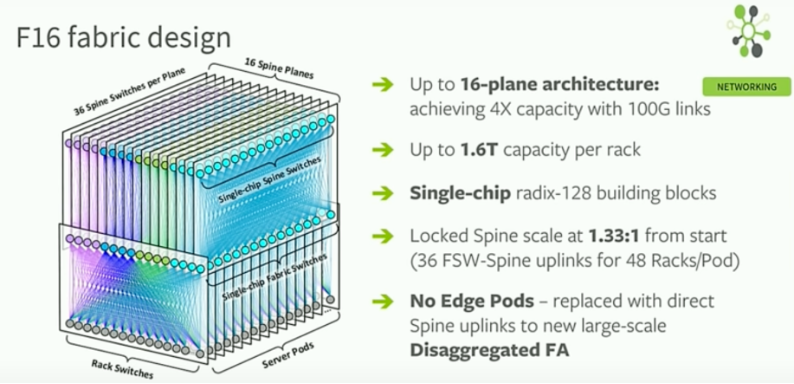 F16 fabric design
36 Spine Switches per Plane
16 Spine Planes
Single-chip Spine Switches
Single-chip Fabric Switches
Rack Switches
Server Pods
NETWORKING
Up to 16-plane architecture:
achieving 4X capacity with 100G links
Up to 1.6T capacity per rack
Single-chip radix-128 building blocks
Locked Spine scale at 1.33:1 from start
(36 FSW-Spine uplinks for 48 Racks/Pod)
No Edge Pods – replaced with direct
Spine uplinks to new large-scale
Disaggregated FA